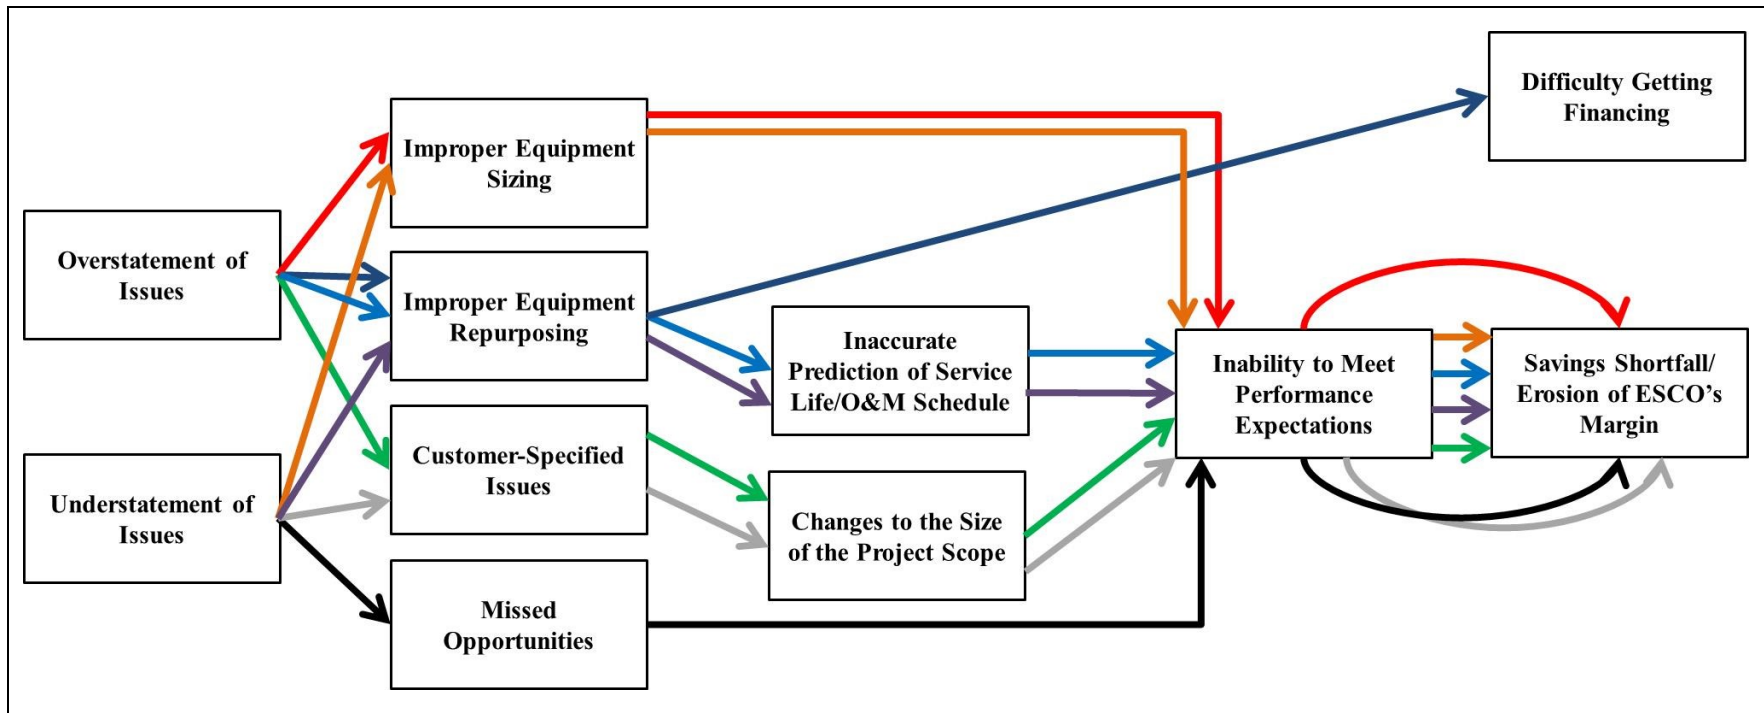 Difficulty Getting
Financing
Improper Equipment
Sizing
Overstatement of
Issues
Improper Equipment
Repurposing
Inaccurate
Prediction of Service
Life/O&M Schedule
Inability to Meet
Performance
Expectations
Savings Shortfall/
Erosion of ESCO’s
Margin
Customer-Specified
Issues
Understatement of
Issues
Changes to the Size
of the Project Scope
Missed
Opportunities